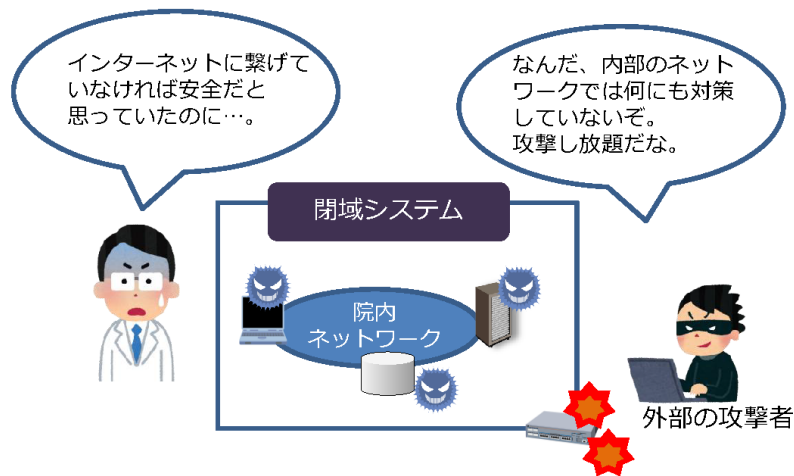 インターネットに繋げて
いなければ安全だと
思っていたのに…。
なんだ、内部のネット
ワークでは何にも対策
していないぞ。
攻撃し放題だな。
閉域システム
院内
ネットワーク
外部の攻撃者